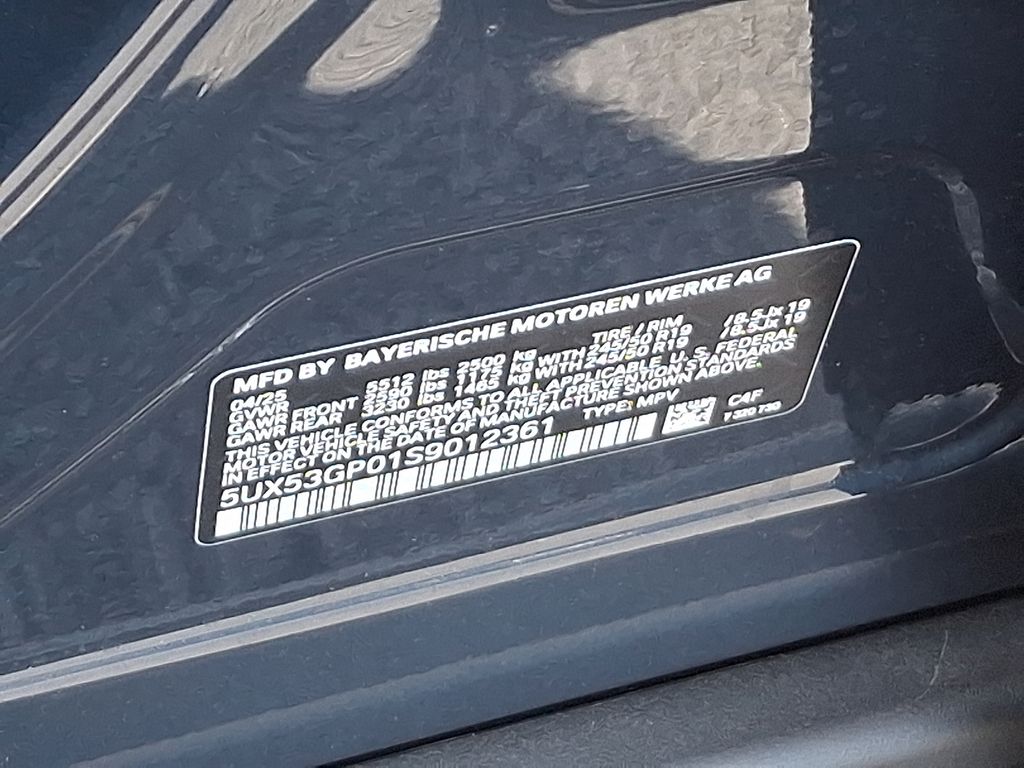 MFD BY BAYERISCHE MOTOREN WERKE AG
04/25 TIRE / RIM
GVWR 5512 lbs 2500 kg
GAWR FRONT 2590 lbs 1175 kg WITH 245/50 R19 /8.5Jx19
GAWR REAR 3230 lbs 1465 kg WITH 245/50 R19 /8.5Jx19
THIS VEHICLE CONFORMS TO ALL APPLICABLE U.S. FEDERAL
MOTOR VEHICLE SAFETY AND THEFT PREVENTION STANDARDS
IN EFFECT ON THE DATE OF MANUFACTURE SHOWN ABOVE.
5UX53GP01S9012361 TYPE: MPV C4F